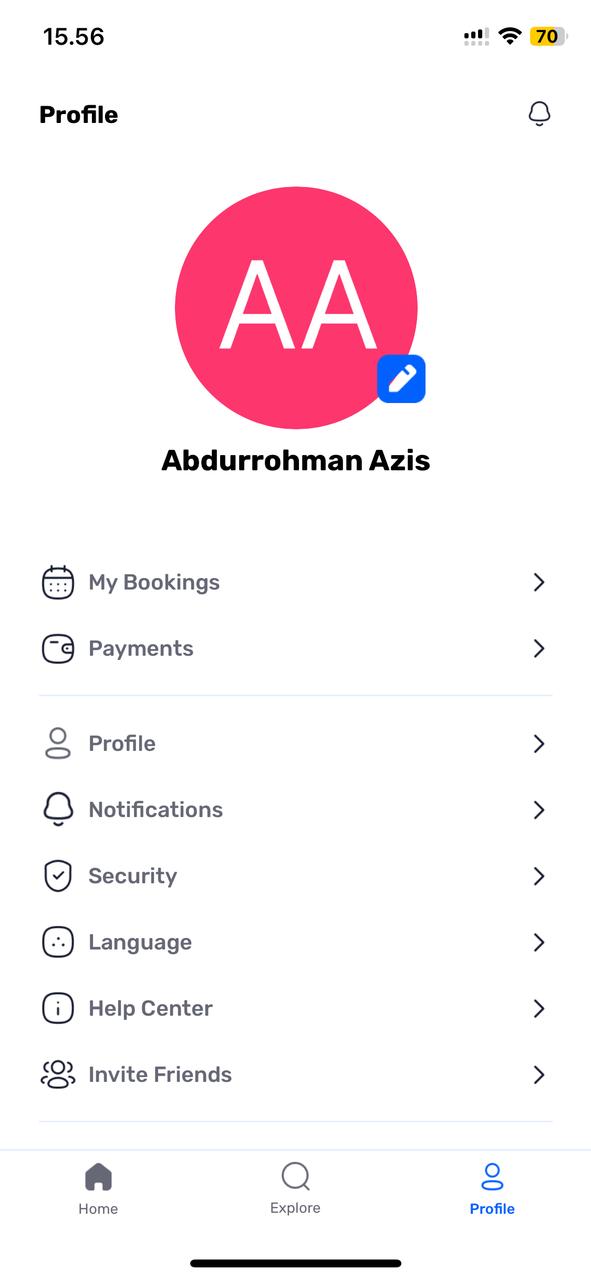 15.56
70
Profile
AA
Abdurrohman Azis
My Bookings
Payments
Profile
Notifications
Security
Language
Help Center
Invite Friends
Home
Explore
Profile